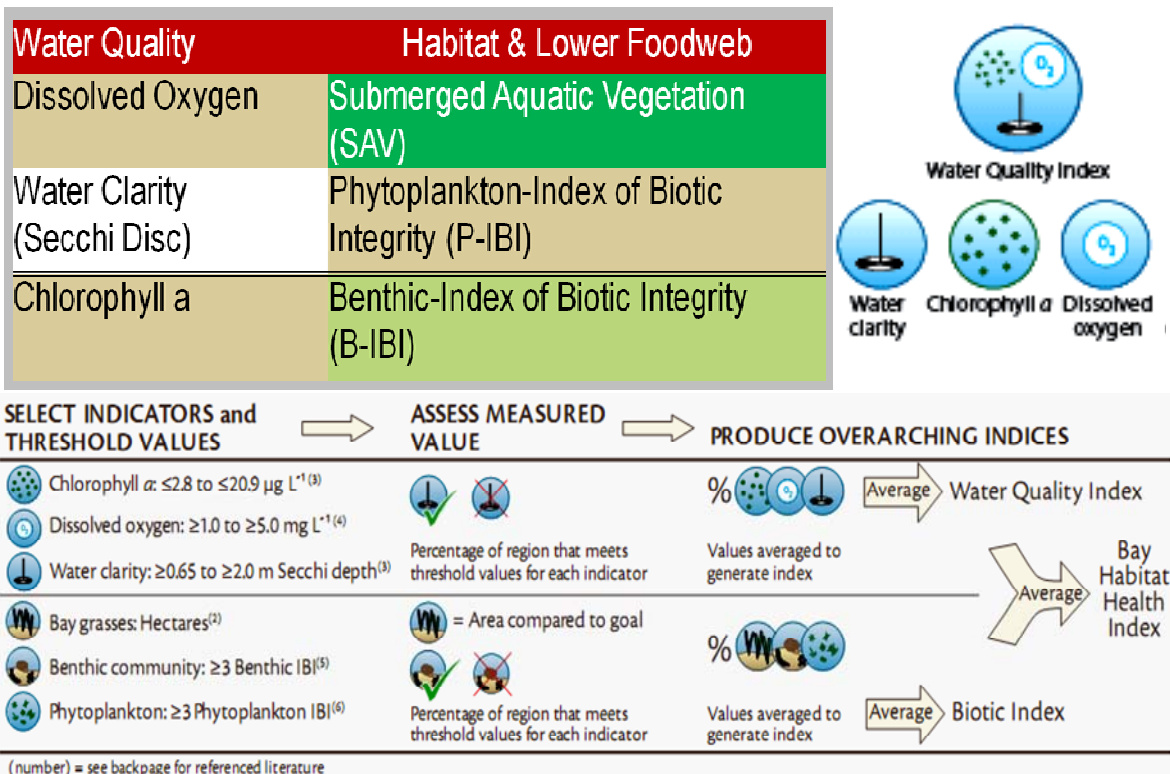 Water Quality
Habitat & Lower Foodweb
Dissolved Oxygen
Submerged Aquatic Vegetation
(SAV)
Water Clarity
(Secchi Disc)
Phytoplankton-Index of Biotic
Integrity (P-IBI)
Chlorophyll a
Benthic-Index of Biotic Integrity
(B-IBI)
O2
Water Quality Index
O2
Water
clarity
Chlorophyll a
Dissolved
oxygen
SELECT INDICATORS and
THRESHOLD VALUES
ASSESS MEASURED
VALUE
PRODUCE OVERARCHING INDICES
Chlorophyll a: ≤2.8 to ≤20.9 µg L⁻¹ (3)
O2
Dissolved oxygen: ≥1.0 to ≥5.0 mg L⁻¹ (4)
Water clarity: ≥0.65 to ≥2.0 m Secchi depth(3)
Percentage of region that meets
threshold values for each indicator
%
O2
Values averaged to
generate index
Average
Water Quality Index
Bay grasses: Hectares(2)
Benthic community: ≥3 Benthic IBI(5)
Phytoplankton: ≥3 Phytoplankton IBI(6)
= Area compared to goal
Percentage of region that meets
threshold values for each indicator
%
Values averaged to
generate index
Average
Biotic Index
Average
Bay
Habitat
Health
Index
(number) = see backpage for referenced literature